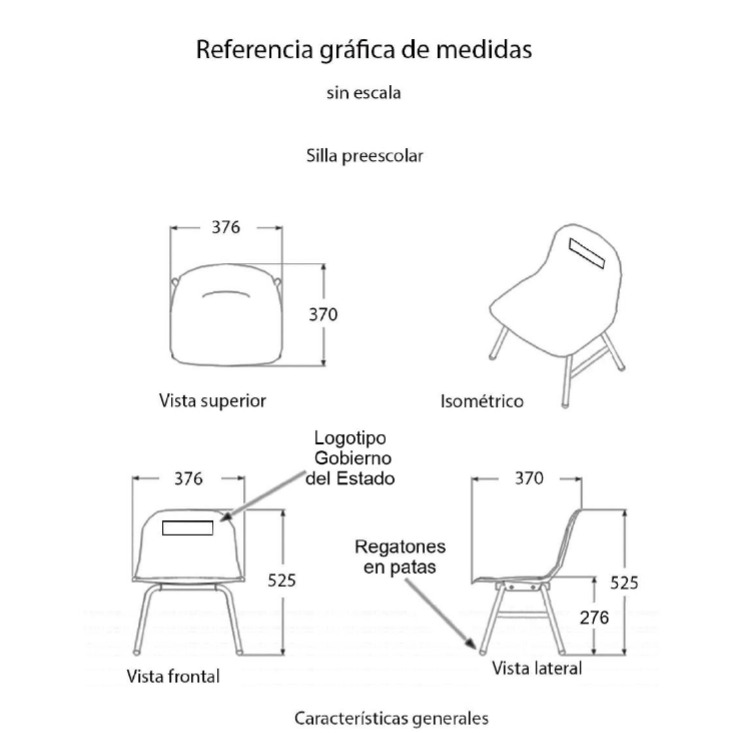 Referencia gráfica de medidas
sin escala
Silla preescolar
376
370
Vista superior
Isométrico
Logotipo
Gobierno
del Estado
376
525
Vista frontal
370
Regatones
en patas
525
276
Vista lateral
Características generales